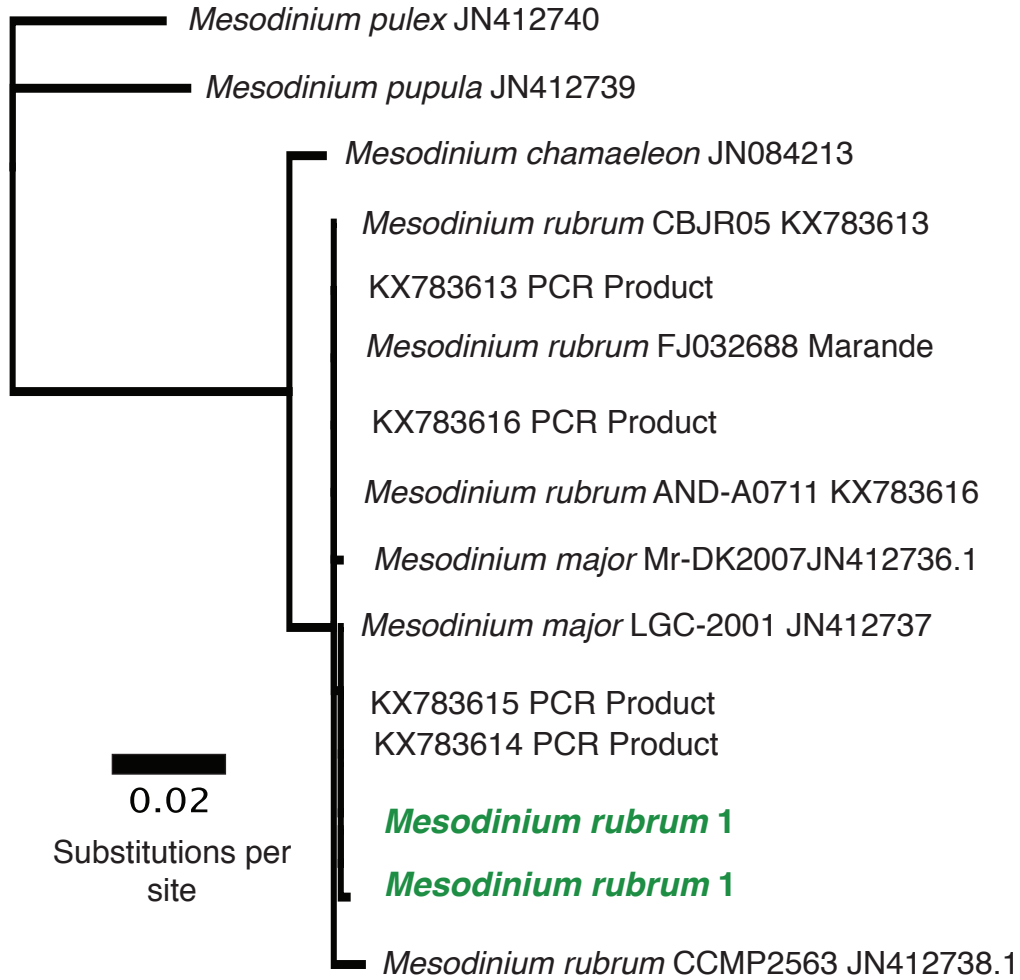 Mesodinium pulex JN412740
Mesodinium pupula JN412739
Mesodinium chamaeleon JN084213
Mesodinium rubrum CBJR05 KX783613
KX783613 PCR Product
Mesodinium rubrum FJ032688 Marande
KX783616 PCR Product
Mesodinium rubrum AND-A0711 KX783616
Mesodinium major Mr-DK2007JN412736.1
Mesodinium major LGC-2001 JN412737
KX783615 PCR Product
KX783614 PCR Product
Mesodinium rubrum 1
Mesodinium rubrum 1
Mesodinium rubrum CCMP2563 JN412738.1
0.02
Substitutions per
site